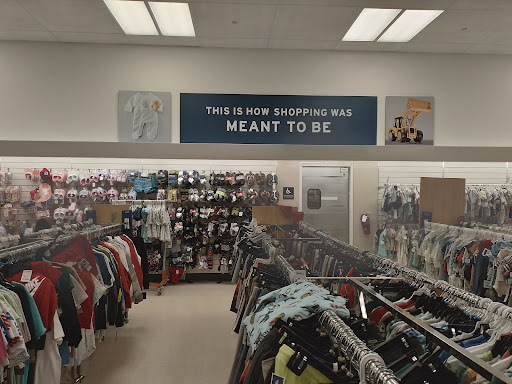 THIS IS HOW SHOPPING WAS
MEANT TO BE